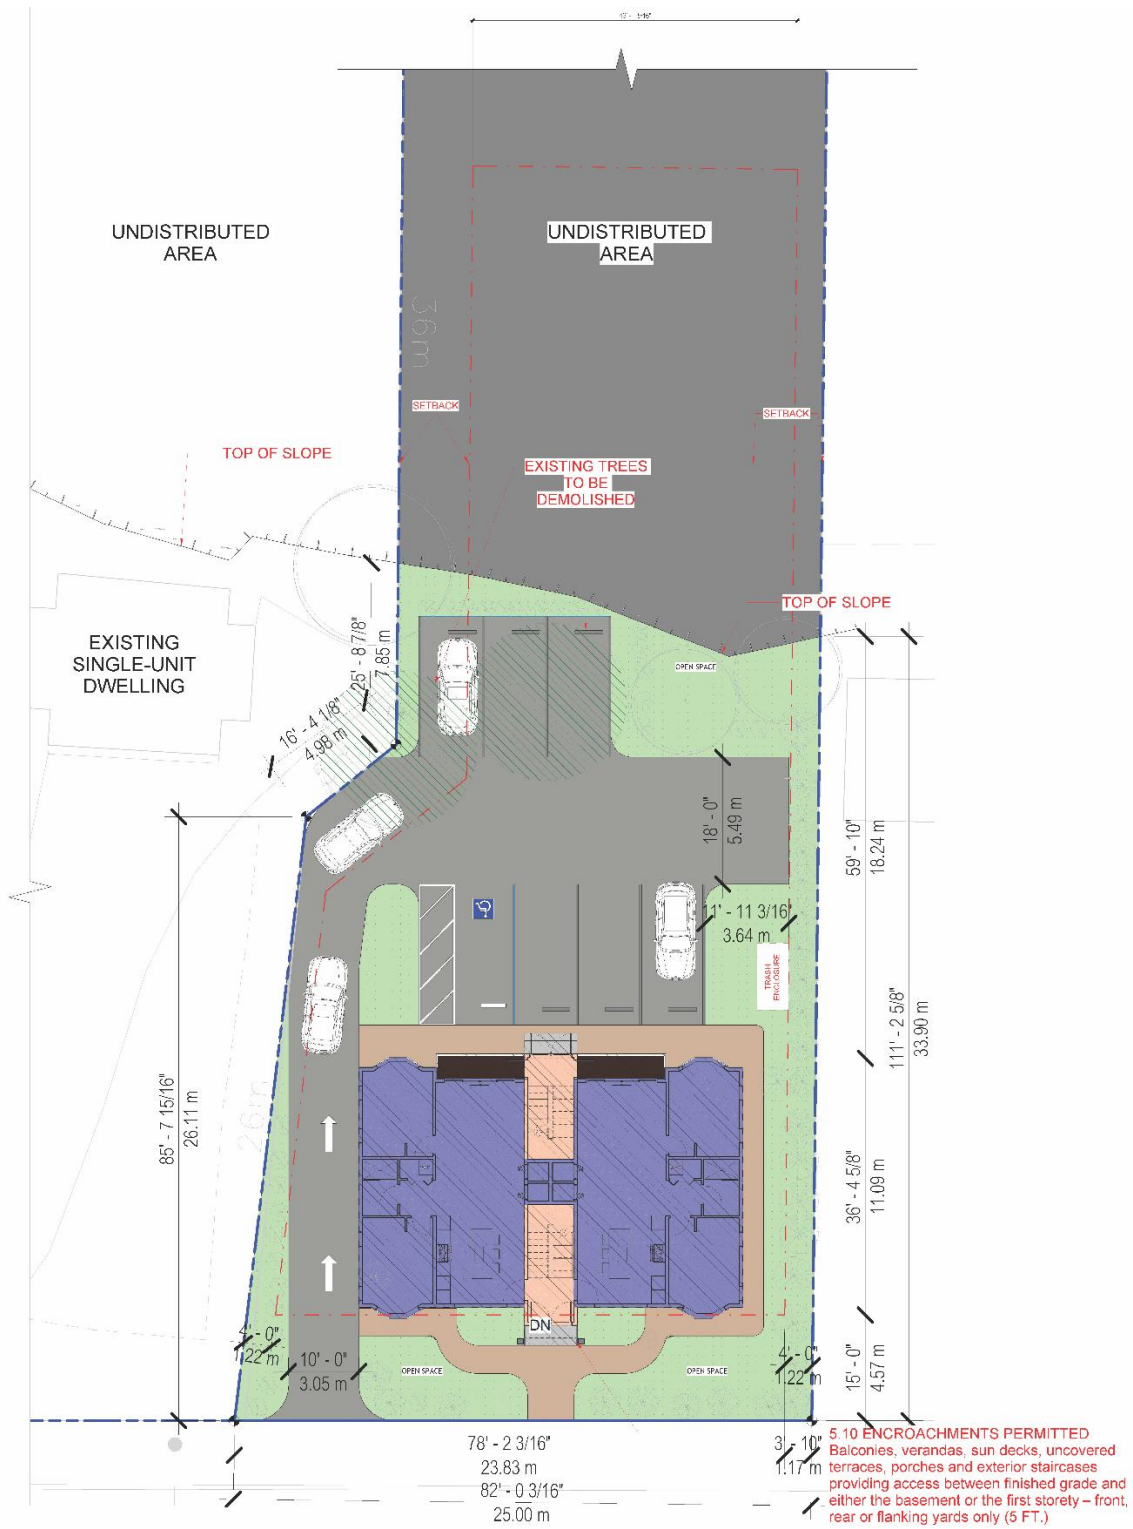 UNDISTRIBUTED
AREA
UNDISTRIBUTED
AREA
36m
SETBACK
SETBACK
TOP OF SLOPE
EXISTING TREES
TO BE
DEMOLISHED
TOP OF SLOPE
EXISTING
SINGLE-UNIT
DWELLING
25' - 8 7/8"
7.85 m
OPEN SPACE
16' - 4 1/8"
4.98 m
18' - 0"
5.49 m
59' - 10"
18.24 m
11' - 11 3/16"
3.64 m
TRASH
ENCLOSURE
111' - 2 5/8"
33.90 m
85' - 7 15/16"
26.11 m
26m
36' - 4 5/8"
11.09 m
DN
4' - 0"
1.22 m
10' - 0"
3.05 m
OPEN SPACE
OPEN SPACE
4' - 0"
1.22 m
15' - 0"
4.57 m
78' - 2 3/16"
23.83 m
82' - 0 3/16"
25.00 m
3' - 10"
1.17 m
5.10 ENCROACHMENTS PERMITTED
Balconies, verandas, sun decks, uncovered
terraces, porches and exterior staircases
providing access between finished grade and
either the basement or the first storety – front,
rear or flanking yards only (5 FT.)